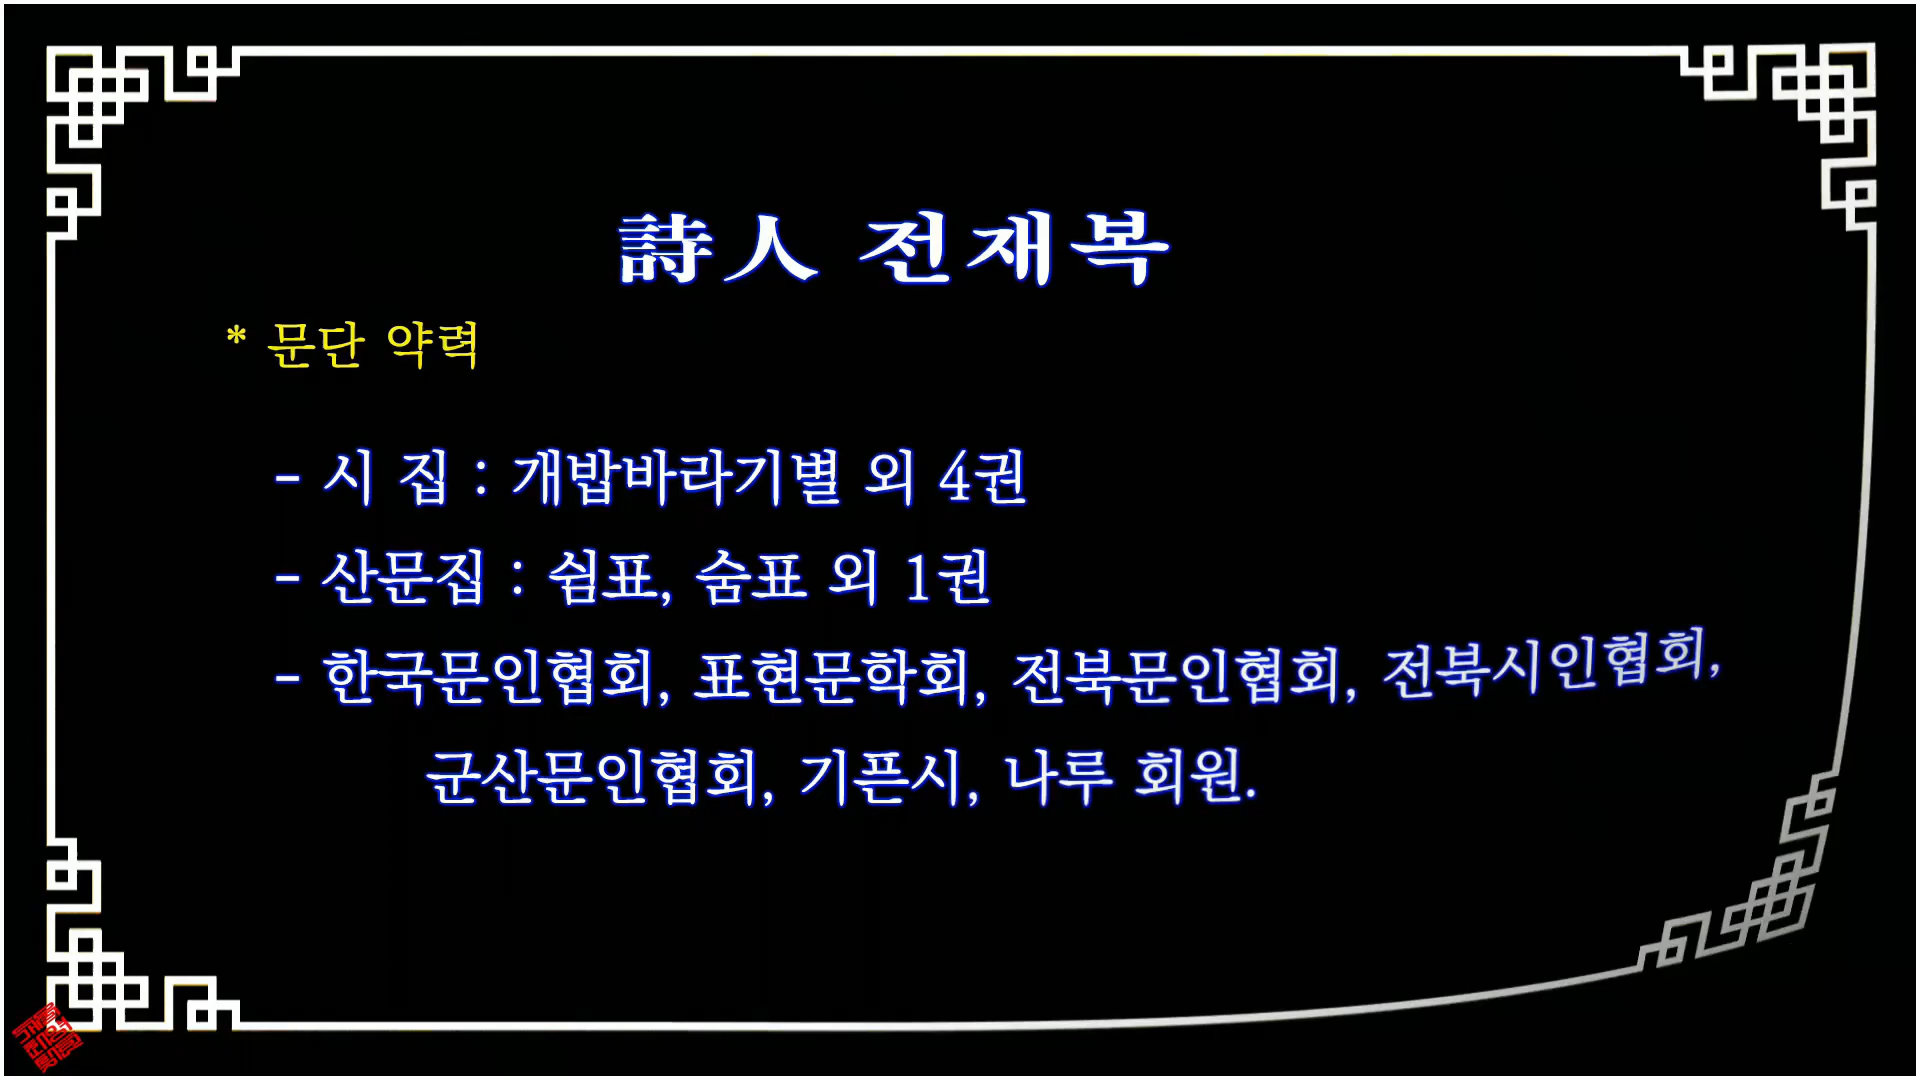 詩人 전재복
* 문단 약력
- 시 집 : 개밥바라기별 외 4권
- 산문집 : 쉼표, 숨표 외 1권
- 한국문인협회, 표현문학회, 전북문인협회, 전북시인협회,
군산문인협회, 기픈시, 나루 회원.